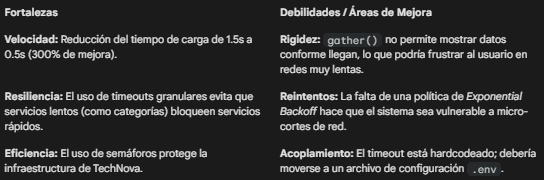 Fortalezas
Debilidades / Áreas de Mejora
Velocidad: Reducción del tiempo de carga de 1.5s a
0.5s (300% de mejora).
Rigidez: gather() no permite mostrar datos
conforme llegan, lo que podría frustrar al usuario en
redes muy lentas.
Resiliencia: El uso de timeouts granulares evita que
servicios lentos (como categorías) bloqueen servicios
rápidos.
Reintentos: La falta de una política de Exponential
Backoff hace que el sistema sea vulnerable a micro-
cortes de red.
Eficiencia: El uso de semáforos protege la
infraestructura de TechNova.
Acoplamiento: El timeout está hardcodeado; debería
moverse a un archivo de configuración .env .